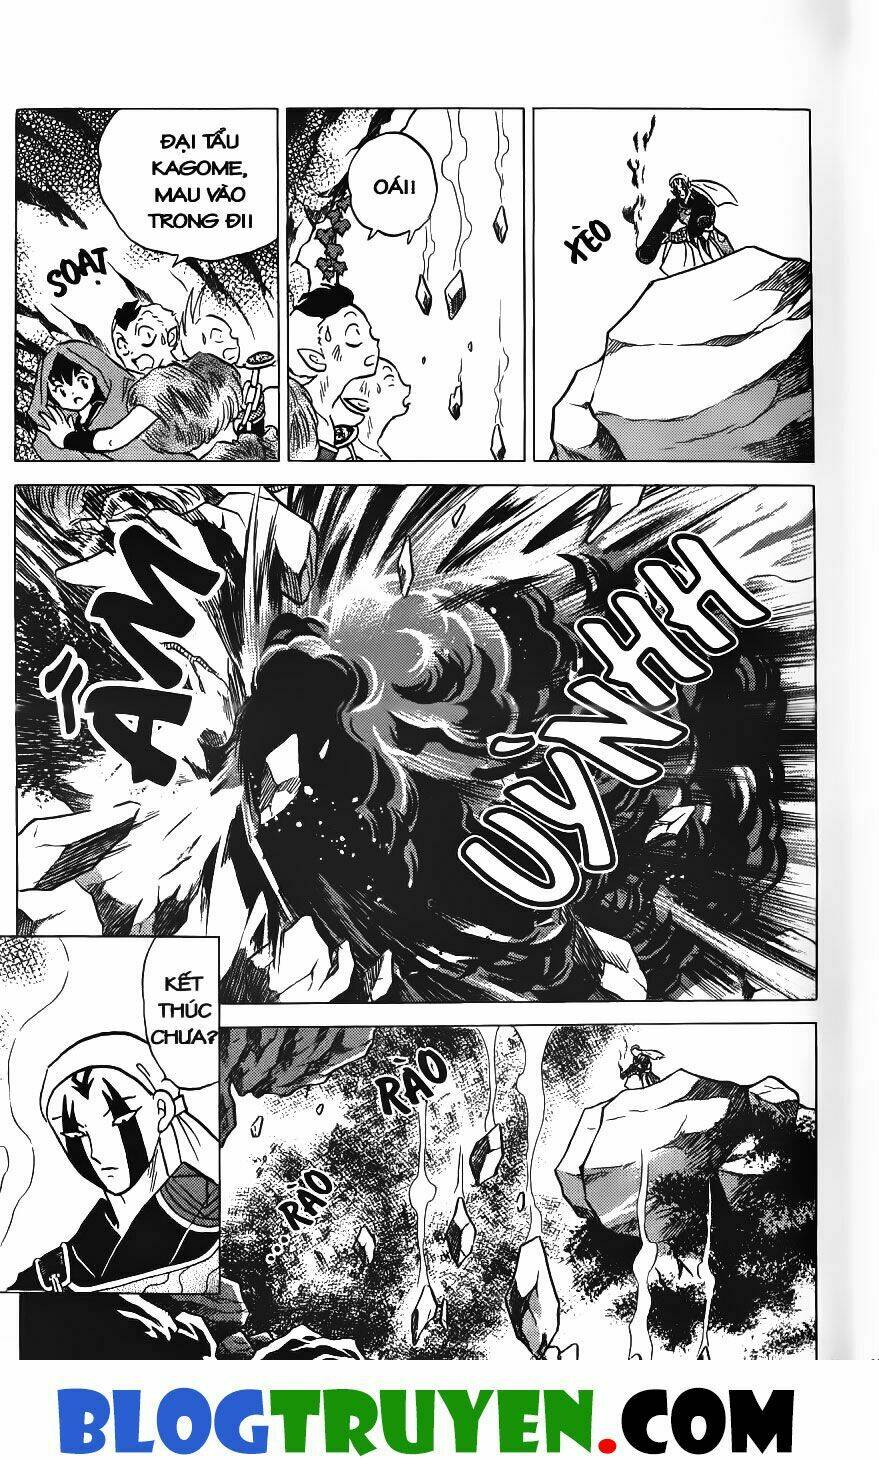 ĐẠI TẨU
KAGOME,
MAU VÀO
TRONG ĐI!
SOẠT
OÁI!
XÈO
ẦM
UỲNHH
KẾT
THÚC
CHƯA?
RÀO
RÀO
BLOGTRUYEN.COM